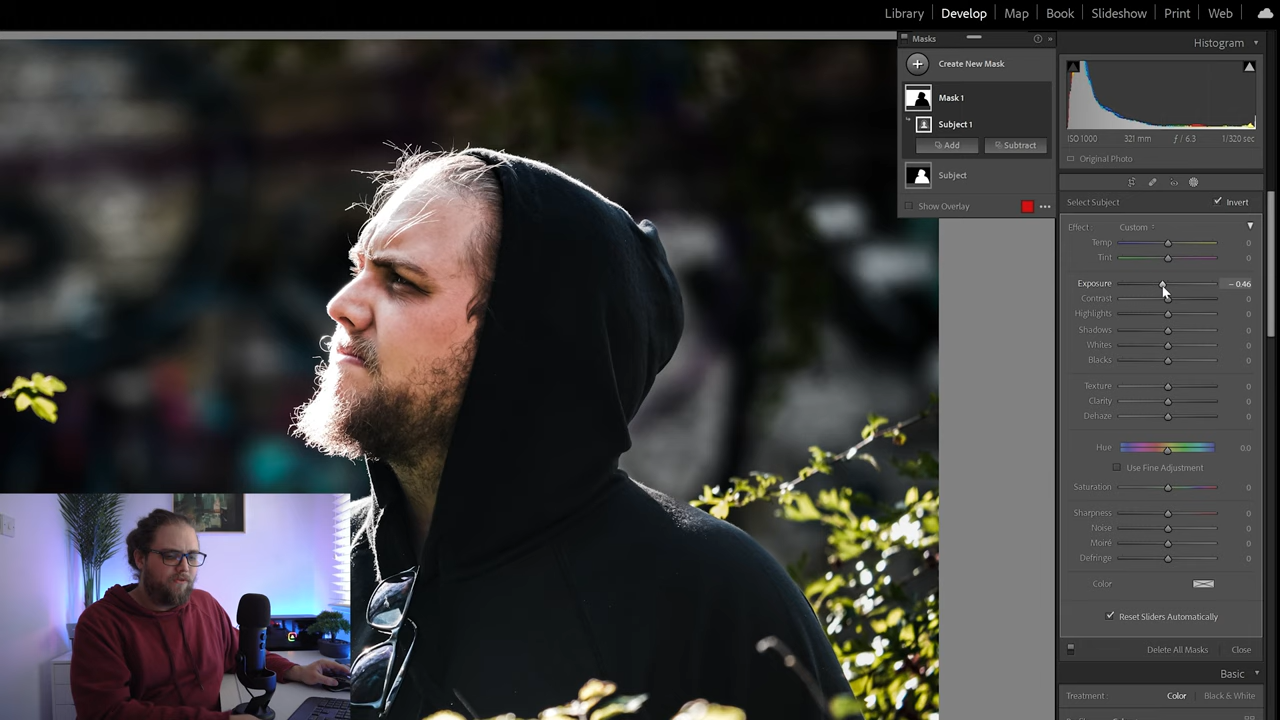 Library | Develop | Map | Book | Slideshow | Print | Web
Masks
Create New Mask
Mask 1
Subject 1
Add
Subtract
Subject
Show Overlay
Histogram
ISO 1000
321 mm
ƒ / 6.3
1/320 sec
Original Photo
Select Subject
Invert
Effect :
Custom
Temp 0
Tint 0
Exposure – 0.46
Contrast 0
Highlights 0
Shadows 0
Whites 0
Blacks 0
Texture 0
Clarity 0
Dehaze 0
Hue 0.0
Use Fine Adjustment
Saturation 0
Sharpness 0
Noise 0
Moiré 0
Defringe 0
Color
Reset Sliders Automatically
Delete All Masks
Close
Basic
Treatment :
Color
Black & White